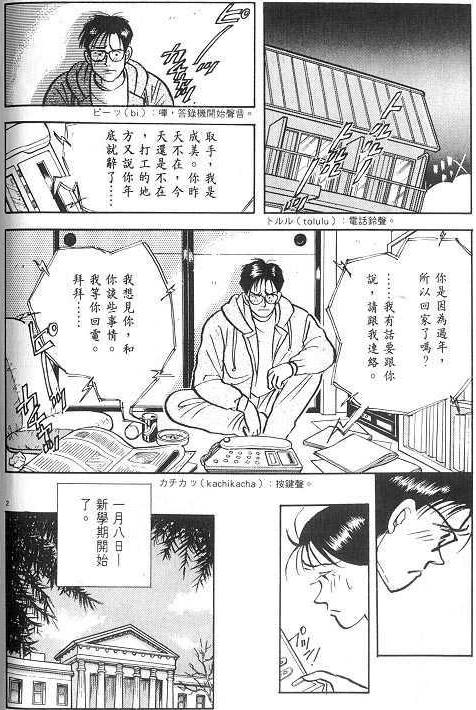 トルル(tolulu):電話鈴聲。
ピーッ
ピーッ(bi.):嗶,答錄機開始聲音。
取手,我是
成美。你昨
天不在,今
天還是不在
,打工的地
方又說你年
底就辭了……
你是因為過年,
所以回家了嗎?
……我有話要跟你
說,請跟我連絡。
我想見你,和
你談些事情。
我等你回電。
拜拜……
カチカッ(kachikacha):按鍵聲。
一月八日—
新學期開始
了。
2